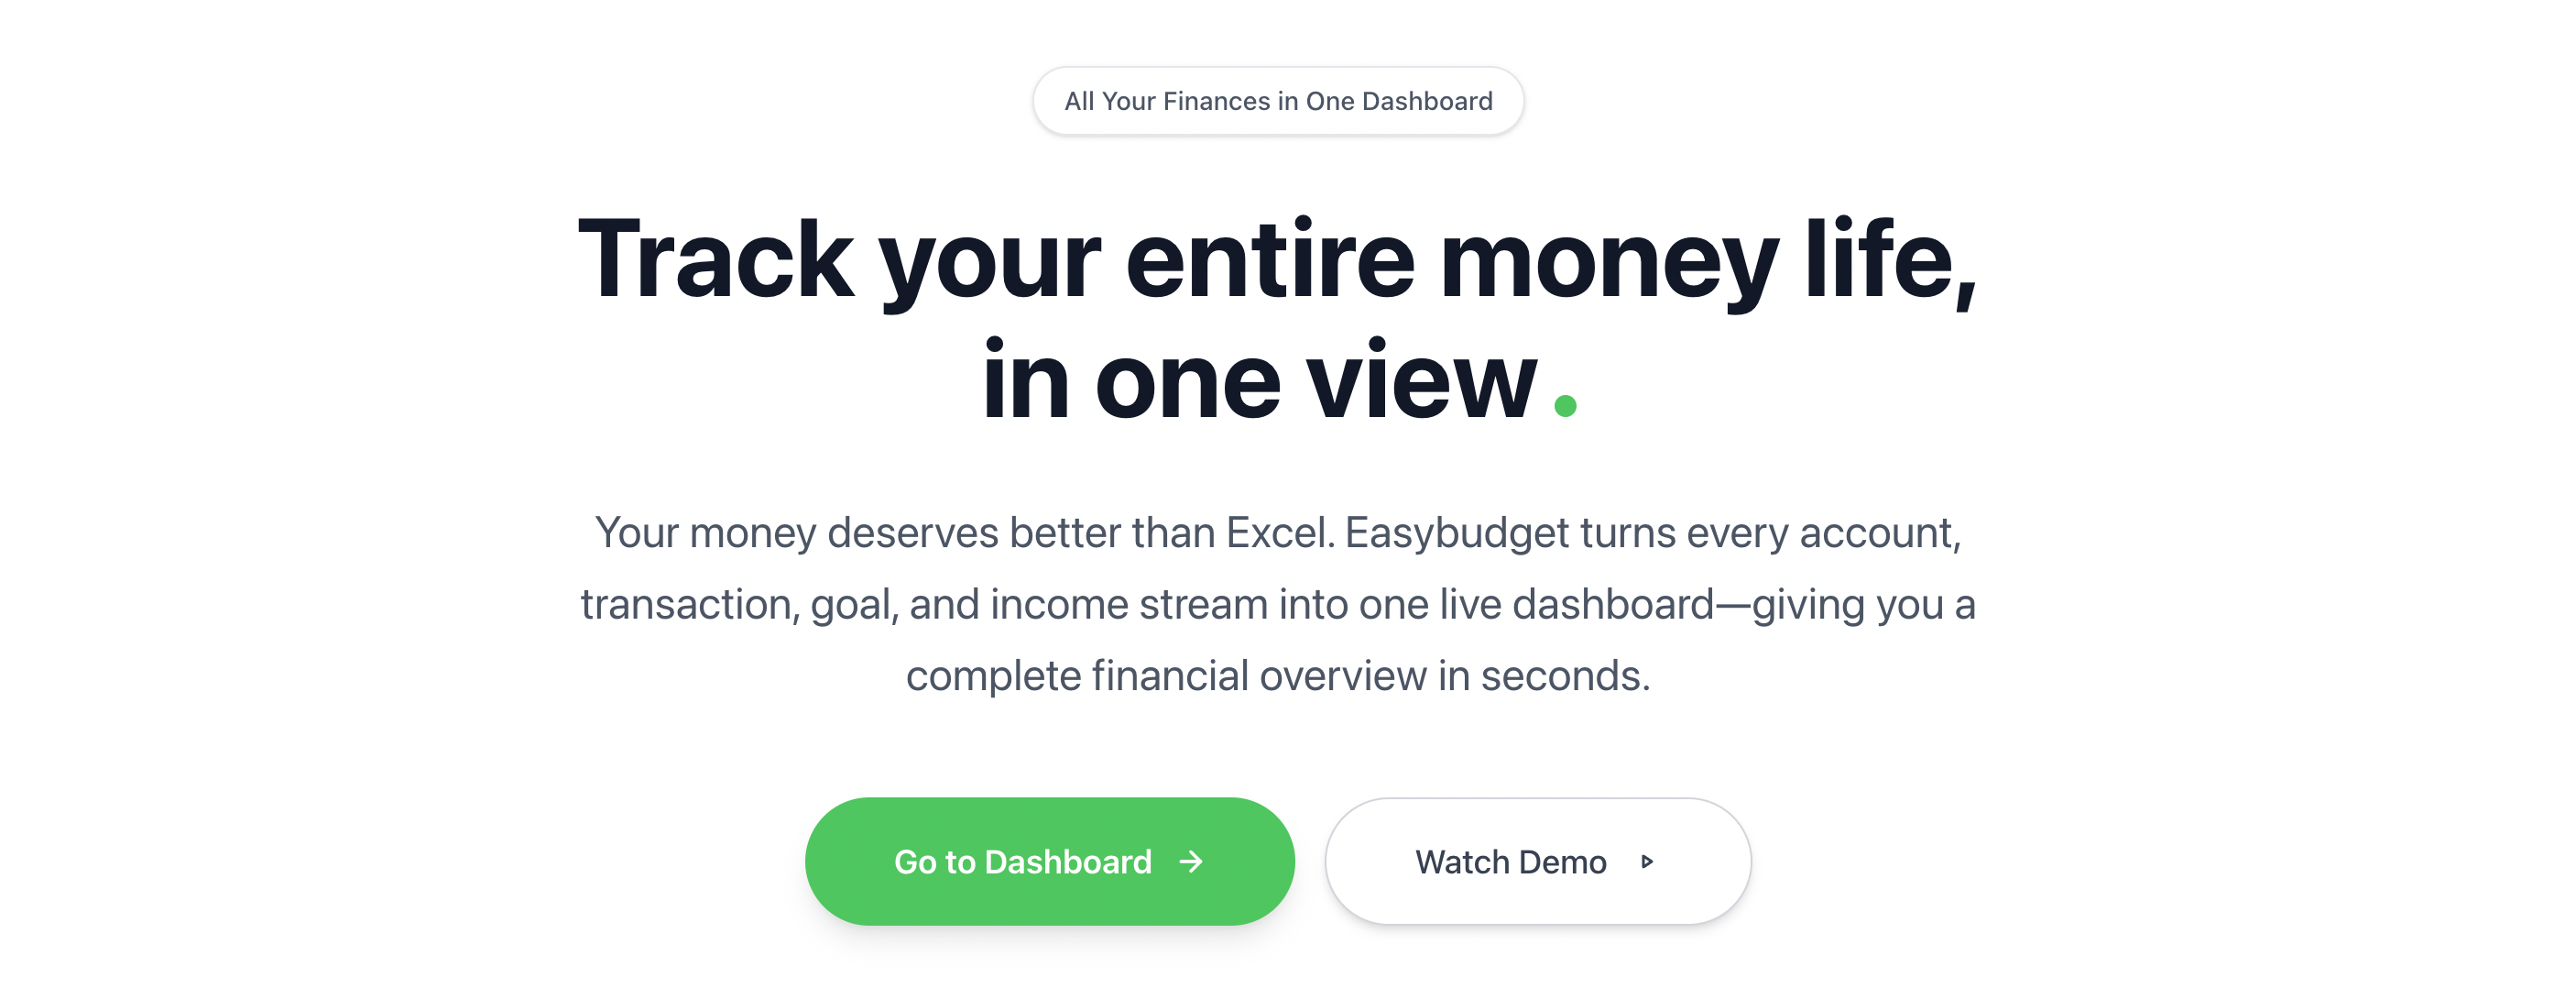 All Your Finances in One Dashboard
Track your entire money life,
in one view.
Your money deserves better than Excel. Easybudget turns every account,
transaction, goal, and income stream into one live dashboard—giving you a
complete financial overview in seconds.
Go to Dashboard
Watch Demo